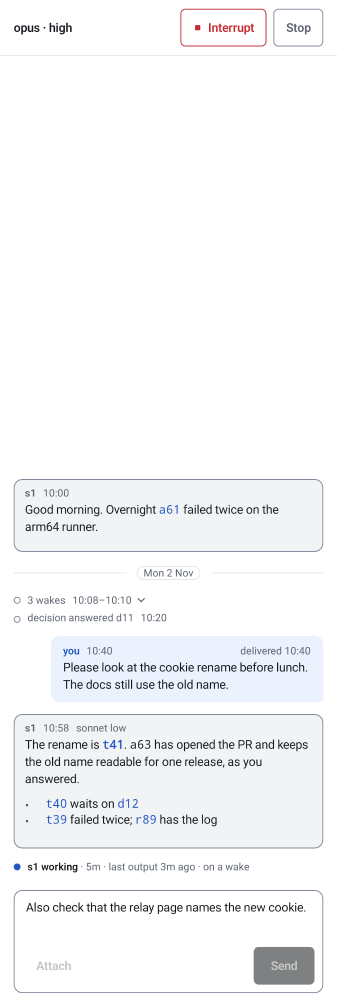 opus · high
Interrupt
Stop
s1 10:00
Good morning. Overnight a61 failed twice on the
arm64 runner.
Mon 2 Nov
3 wakes 10:08–10:10
decision answered d11 10:20
you 10:40 delivered 10:40
Please look at the cookie rename before lunch.
The docs still use the old name.
s1 10:58 sonnet low
The rename is t41. a63 has opened the PR and keeps
the old name readable for one release, as you
answered.
• t40 waits on d12
• t39 failed twice; r89 has the log
s1 working · 5m · last output 3m ago · on a wake
Also check that the relay page names the new cookie.
Attach
Send